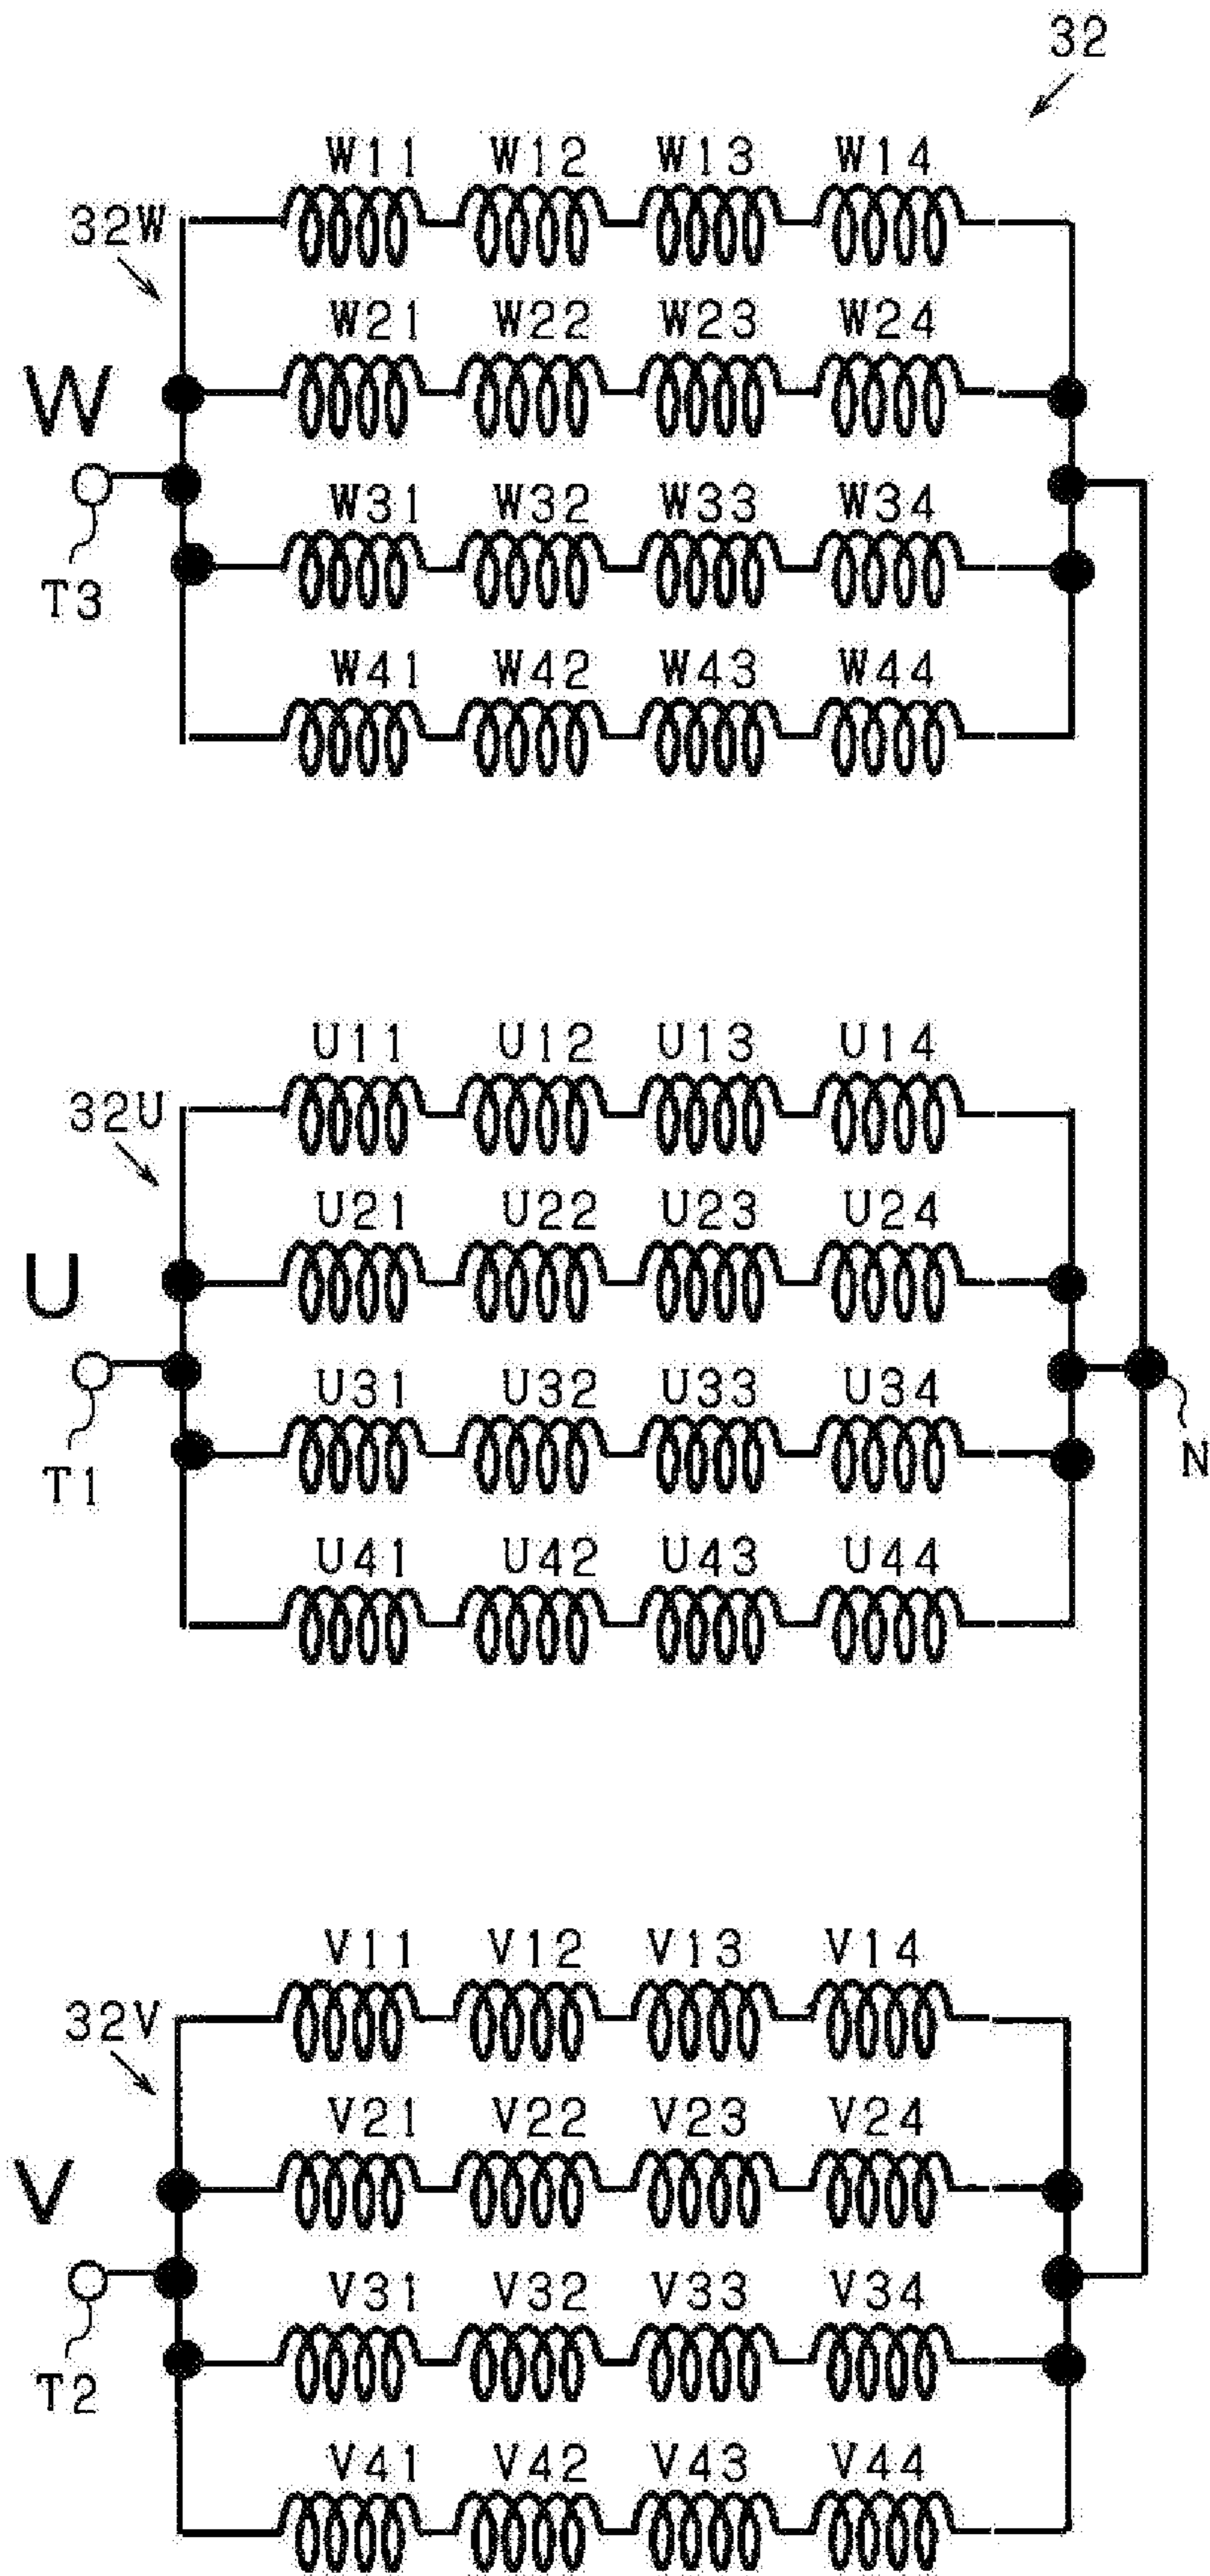 32
W11 W12 W13 W14
32W
W21 W22 W23 W24
W
W31 W32 W33 W34
T3
W41 W42 W43 W44
U11 U12 U13 U14
32U
U21 U22 U23 U24
U
U31 U32 U33 U34
T1
N
U41 U42 U43 U44
V11 V12 V13 V14
32V
V21 V22 V23 V24
V
V31 V32 V33 V34
T2
V41 V42 V43 V44